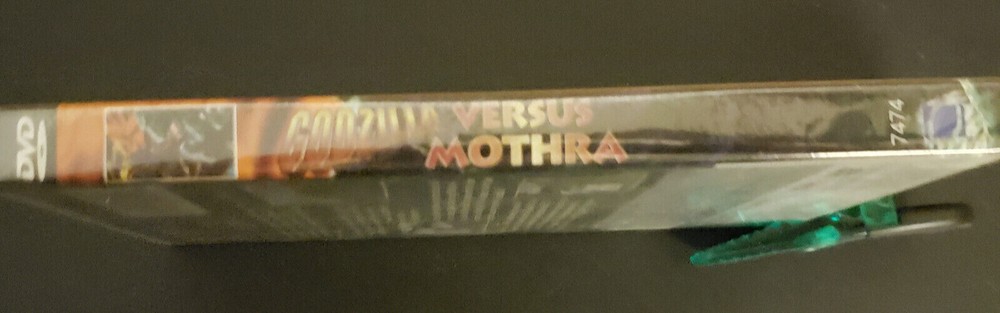 DVD
GODZILLA VERSUS
MOTHRA
7474